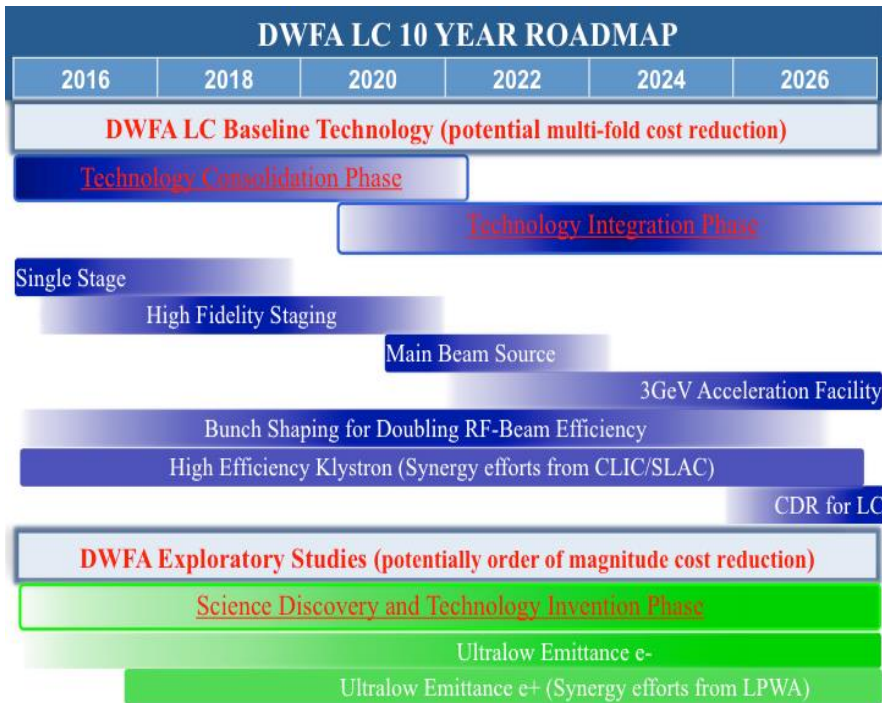 DWFA LC 10 YEAR ROADMAP
2016 2018 2020 2022 2024 2026
DWFA LC Baseline Technology (potential multi-fold cost reduction)
Technology Consolidation Phase
Technology Integration Phase
Single Stage
High Fidelity Staging
Main Beam Source
3GeV Acceleration Facility
Bunch Shaping for Doubling RF-Beam Efficiency
High Efficiency Klystron (Synergy efforts from CLIC/SLAC)
CDR for LC
DWFA Exploratory Studies (potentially order of magnitude cost reduction)
Science Discovery and Technology Invention Phase
Ultralow Emittance e-
Ultralow Emittance e+ (Synergy efforts from LPWA)